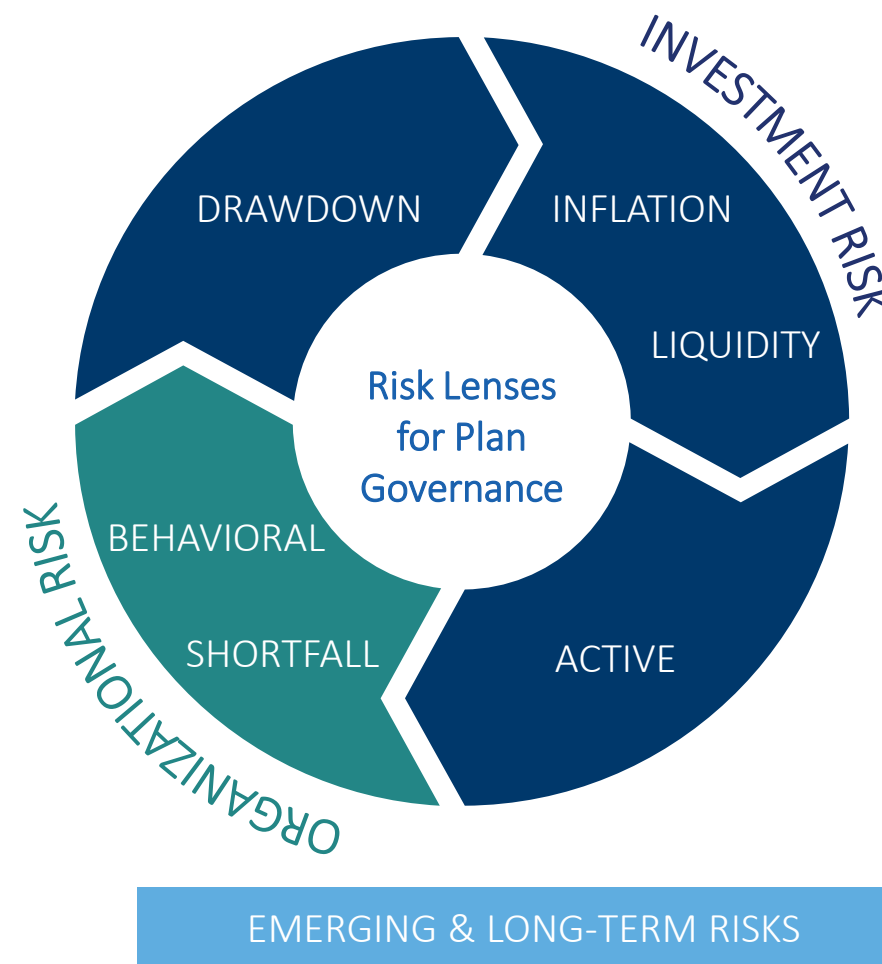 INVESTMENT RISK
DRAWDOWN
INFLATION
LIQUIDITY
Risk Lenses
for Plan
Governance
BEHAVIORAL
SHORTFALL
ACTIVE
ORGANIZATIONAL RISK
EMERGING & LONG-TERM RISKS